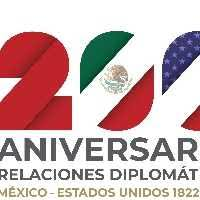 200
ANIVERSAR
RELACIONES DIPLOMÁT
MÉXICO - ESTADOS UNIDOS 1822